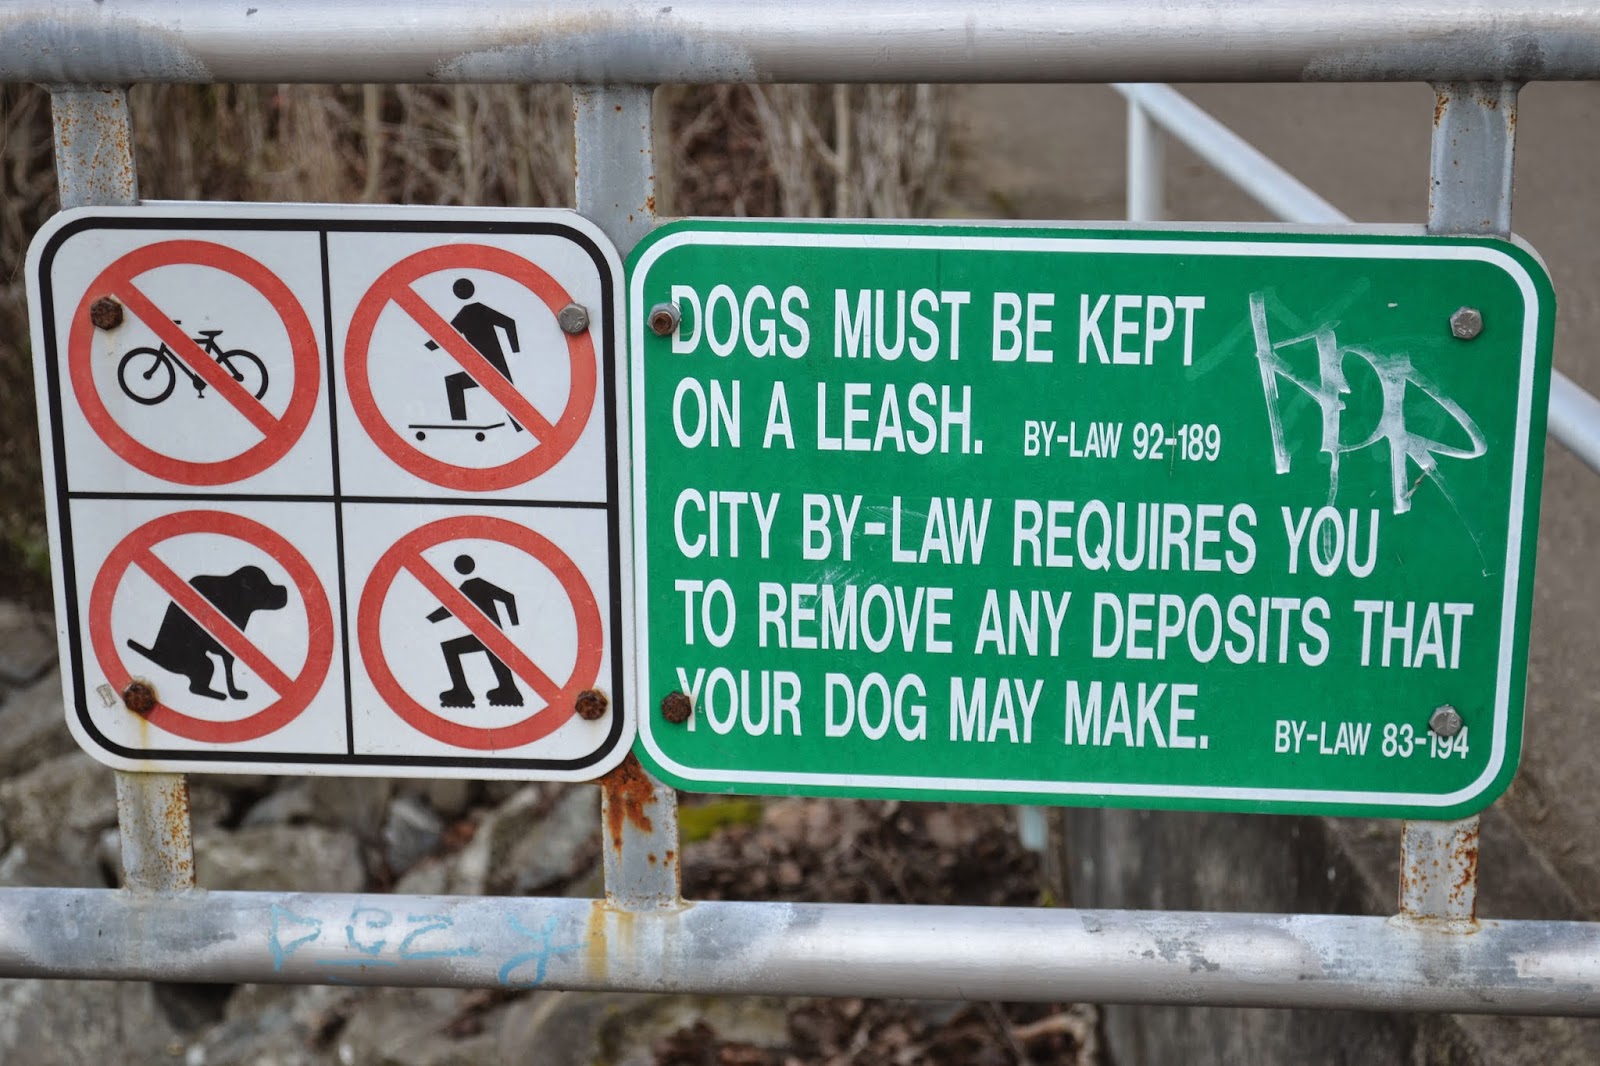 DOGS MUST BE KEPT
ON A LEASH. BY-LAW 92-189
CITY BY-LAW REQUIRES YOU
TO REMOVE ANY DEPOSITS THAT
YOUR DOG MAY MAKE. BY-LAW 83-194